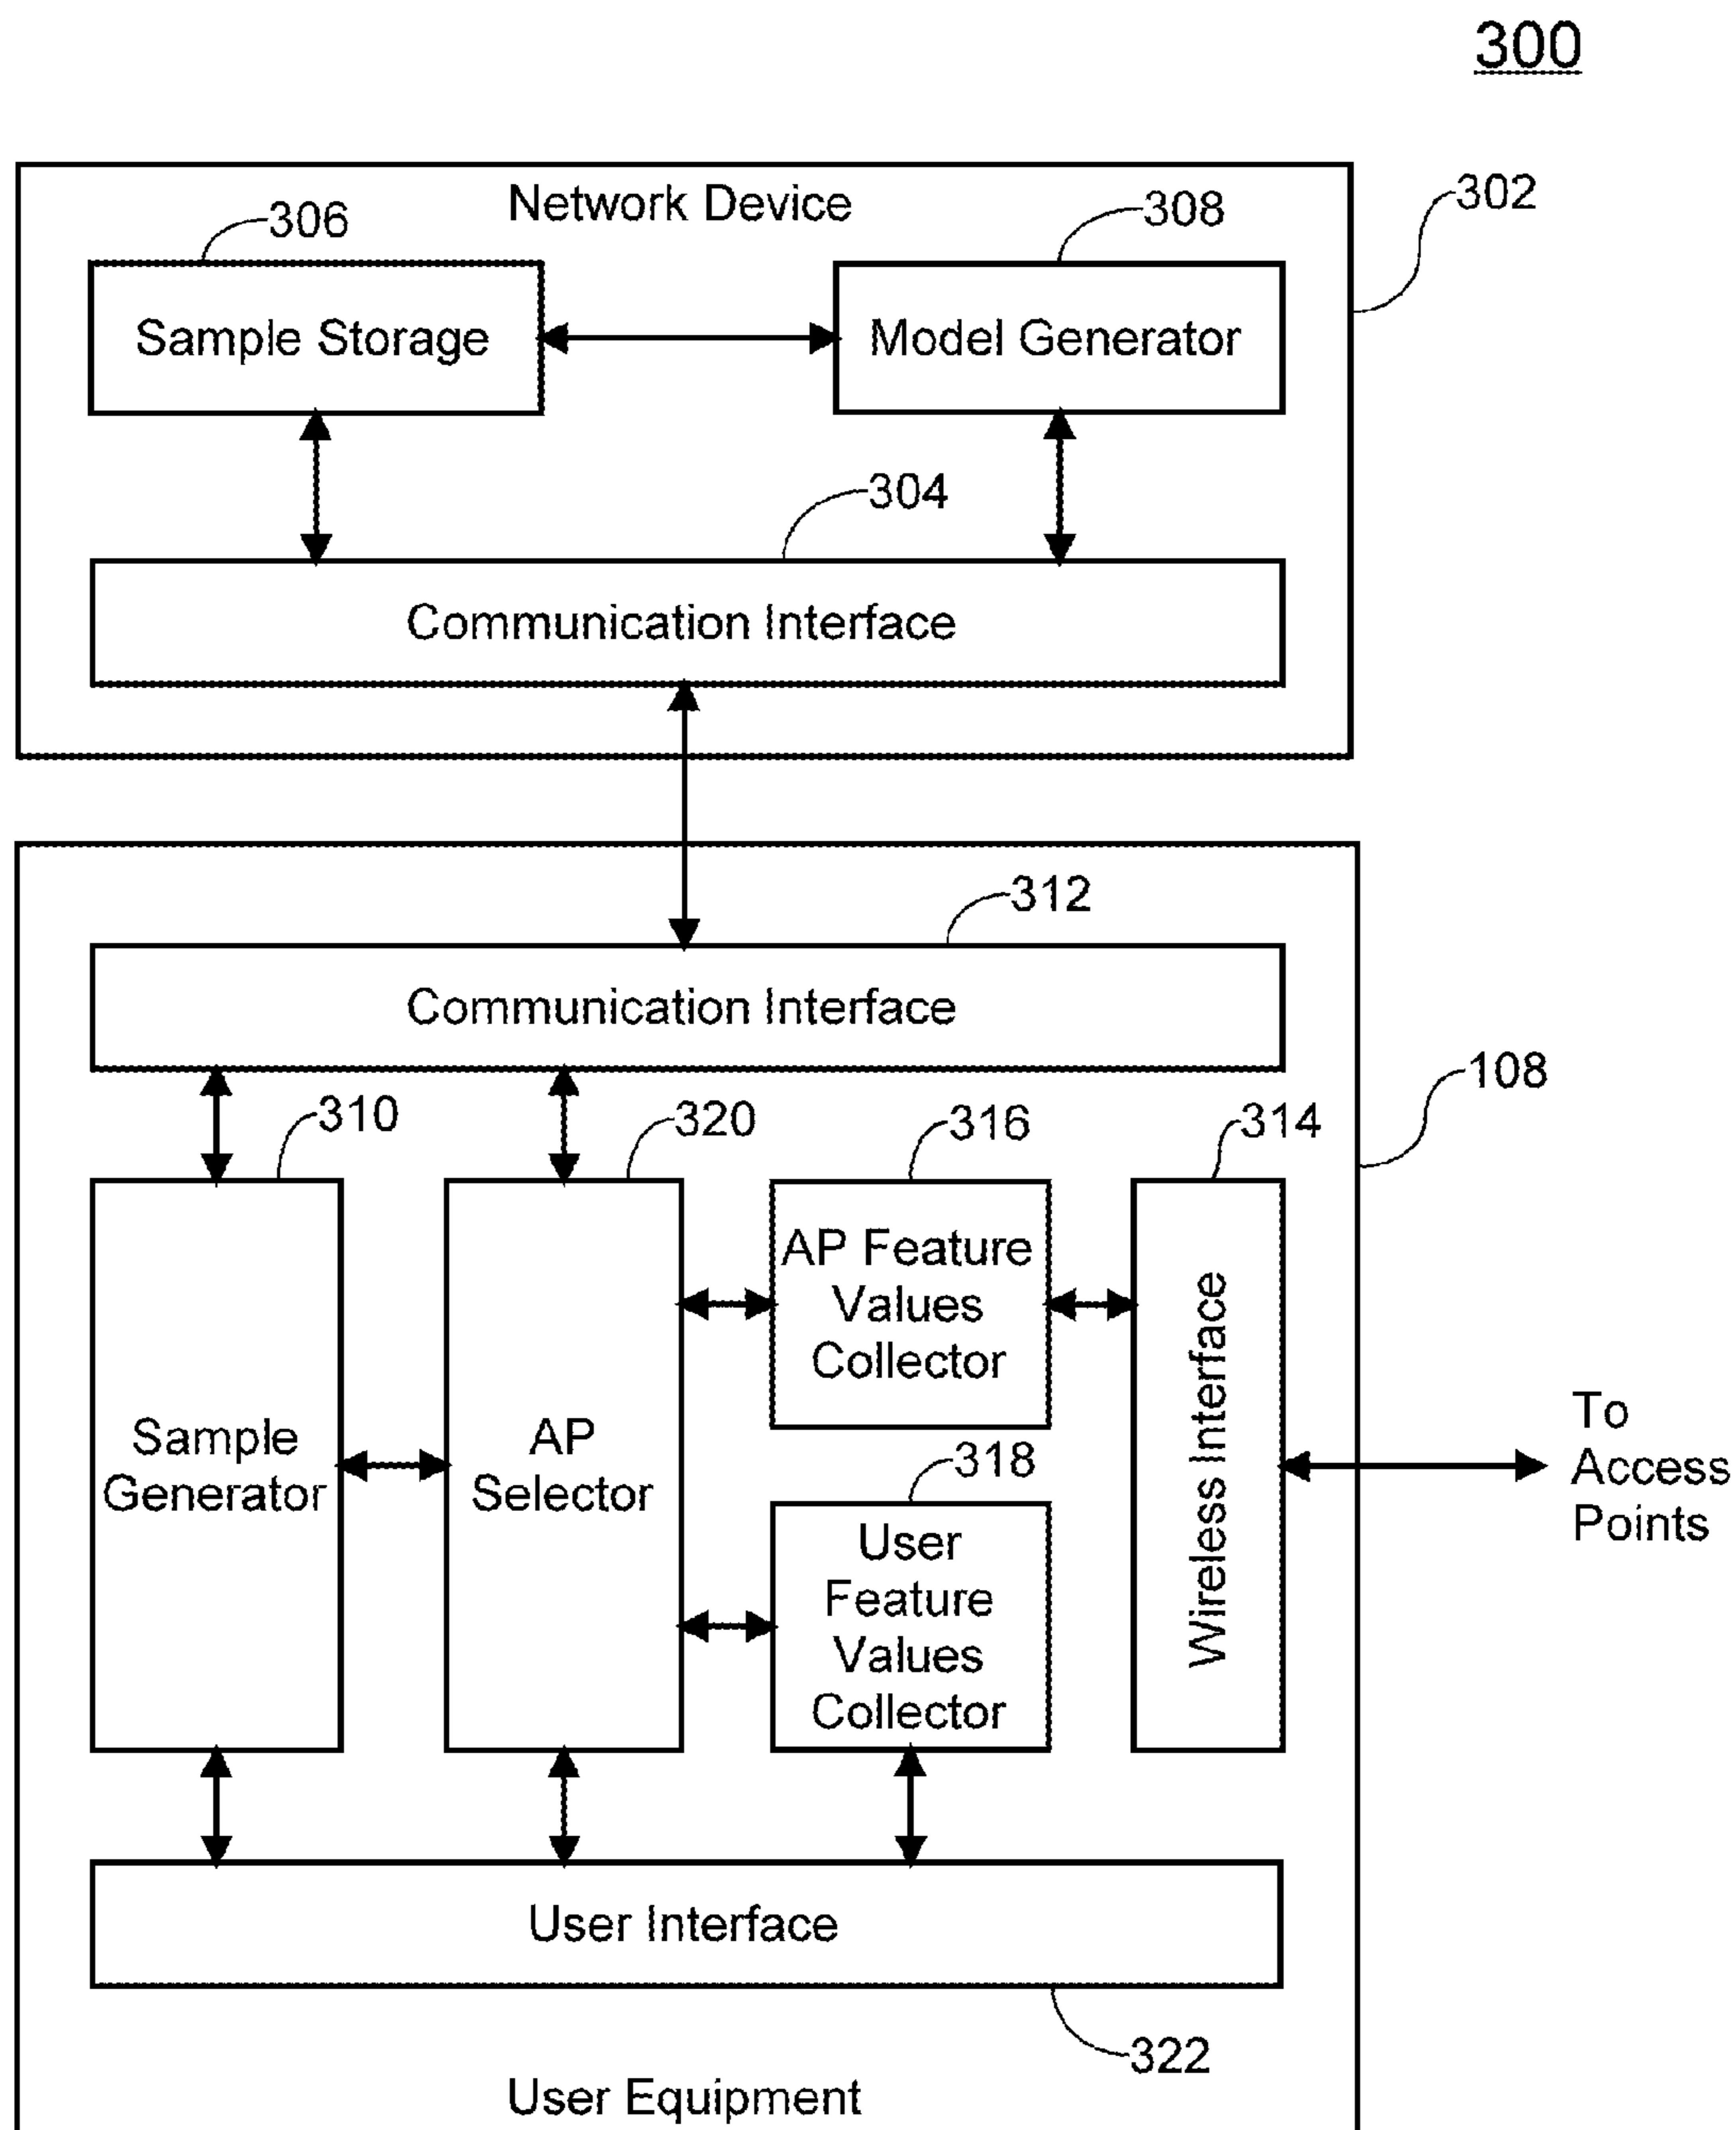 300
Network Device
302
306
308
Sample Storage
Model Generator
304
Communication Interface
312
Communication Interface
108
310
320
316
314
Sample
Generator
AP
Selector
AP Feature
Values
Collector
318
User
Feature
Values
Collector
Wireless Interface
To
Access
Points
User Interface
322
User Equipment